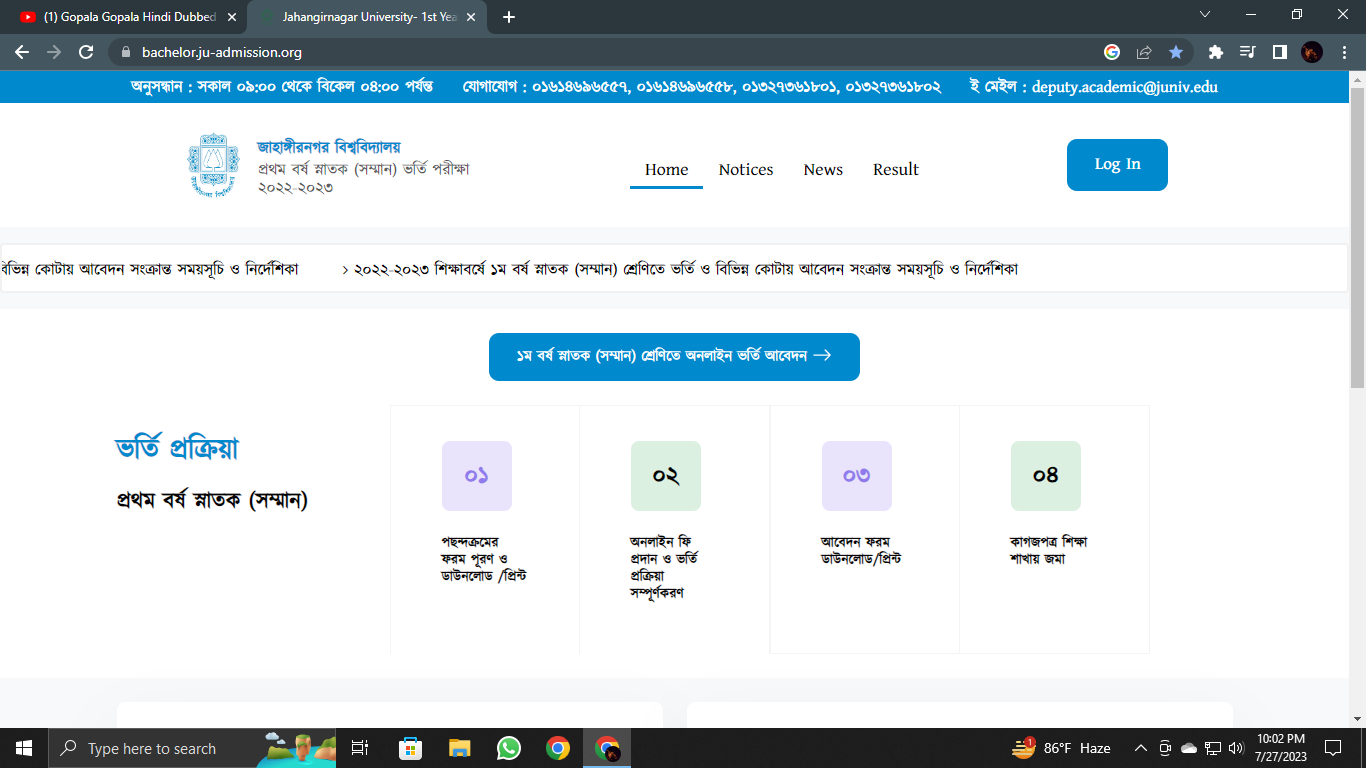 (1) Gopala Gopala Hindi Dubbed
Jahangirnagar University- 1st Yea
bachelor.ju-admission.org
অনুসন্ধান : সকাল ০৯:০০ থেকে বিকেল ০৪:০০ পর্যন্ত যোগাযোগ : ০১৬১৪৬৯৬৫৫৭, ০১৬১৪৬৯৬৫৫৮, ০১৩২৭৩৬১৮০১, ০১৩২৭৩৬১৮০২ ই মেইল : deputy.academic@juniv.edu
জাহাঙ্গীরনগর বিশ্ববিদ্যালয়
প্রথম বর্ষ স্নাতক (সম্মান) ভর্তি পরীক্ষা
২০২২-২০২৩
Home Notices News Result
Log In
বিভিন্ন কোটায় আবেদন সংক্রান্ত সময়সূচি ও নির্দেশিকা › ২০২২-২০২৩ শিক্ষাবর্ষে ১ম বর্ষ স্নাতক (সম্মান) শ্রেণিতে ভর্তি ও বিভিন্ন কোটায় আবেদন সংক্রান্ত সময়সূচি ও নির্দেশিকা
১ম বর্ষ স্নাতক (সম্মান) শ্রেণিতে অনলাইন ভর্তি আবেদন →
ভর্তি প্রক্রিয়া
প্রথম বর্ষ স্নাতক (সম্মান)
০১
পছন্দক্রমের
ফরম পূরণ ও
ডাউনলোড /প্রিন্ট
০২
অনলাইন ফি
প্রদান ও ভর্তি
প্রক্রিয়া
সম্পূর্ণকরণ
০৩
আবেদন ফরম
ডাউনলোড/প্রিন্ট
০৪
কাগজপত্র শিক্ষা
শাখায় জমা
Type here to search
1
86°F Haze
10:02 PM
7/27/2023